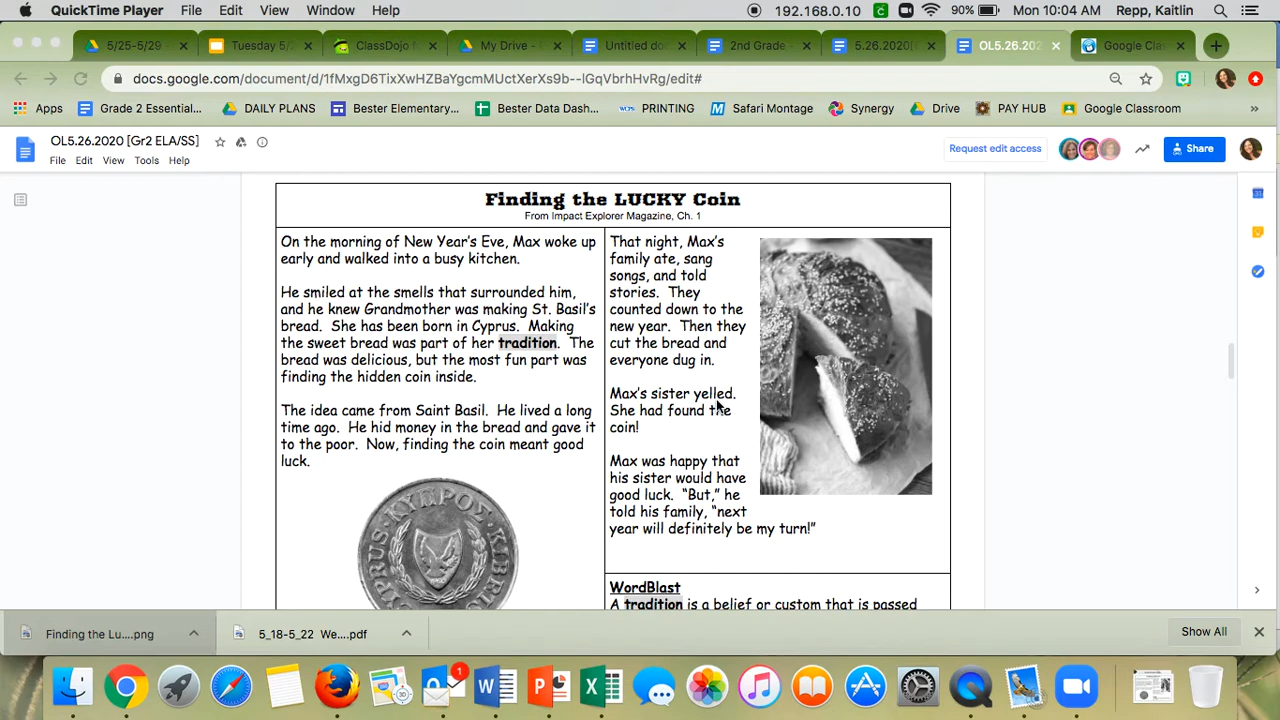 QuickTime Player File Edit View Window Help 192.168.0.10 90% Mon 10:04 AM Repp, Kaitlin
5/25-5/29 Tuesday 5/2 ClassDojo My Drive - Untitled doc 2nd Grade - 5.26.2020 OL5.26.202 Google Cla
docs.google.com/document/d/1fMxgD6TixXwHZBaYgcmMUctXerXs9b--lGqVbrhHvRg/edit#
Apps Grade 2 Essential... DAILY PLANS Bester Elementary... Bester Data Dash... PRINTING Safari Montage Synergy Drive PAY HUB Google Classroom
OL5.26.2020 [Gr2 ELA/SS]
File Edit View Tools Help
Request edit access
Share
Finding the LUCKY Coin
From Impact Explorer Magazine, Ch. 1
On the morning of New Year's Eve, Max woke up
early and walked into a busy kitchen.
He smiled at the smells that surrounded him,
and he knew Grandmother was making St. Basil's
bread. She has been born in Cyprus. Making
the sweet bread was part of her tradition. The
bread was delicious, but the most fun part was
finding the hidden coin inside.
The idea came from Saint Basil. He lived a long
time ago. He hid money in the bread and gave it
to the poor. Now, finding the coin meant good
luck.
ΚΥΠΡΟΣ
CYPRUS
KIBRIS
That night, Max's
family ate, sang
songs, and told
stories. They
counted down to the
new year. Then they
cut the bread and
everyone dug in.
Max's sister yelled.
She had found the
coin!
Max was happy that
his sister would have
good luck. "But," he
told his family, "next
year will definitely be my turn!"
WordBlast
A tradition is a belief or custom that is passed
Finding the Lu....png
5_18-5_22 We....pdf
Show All